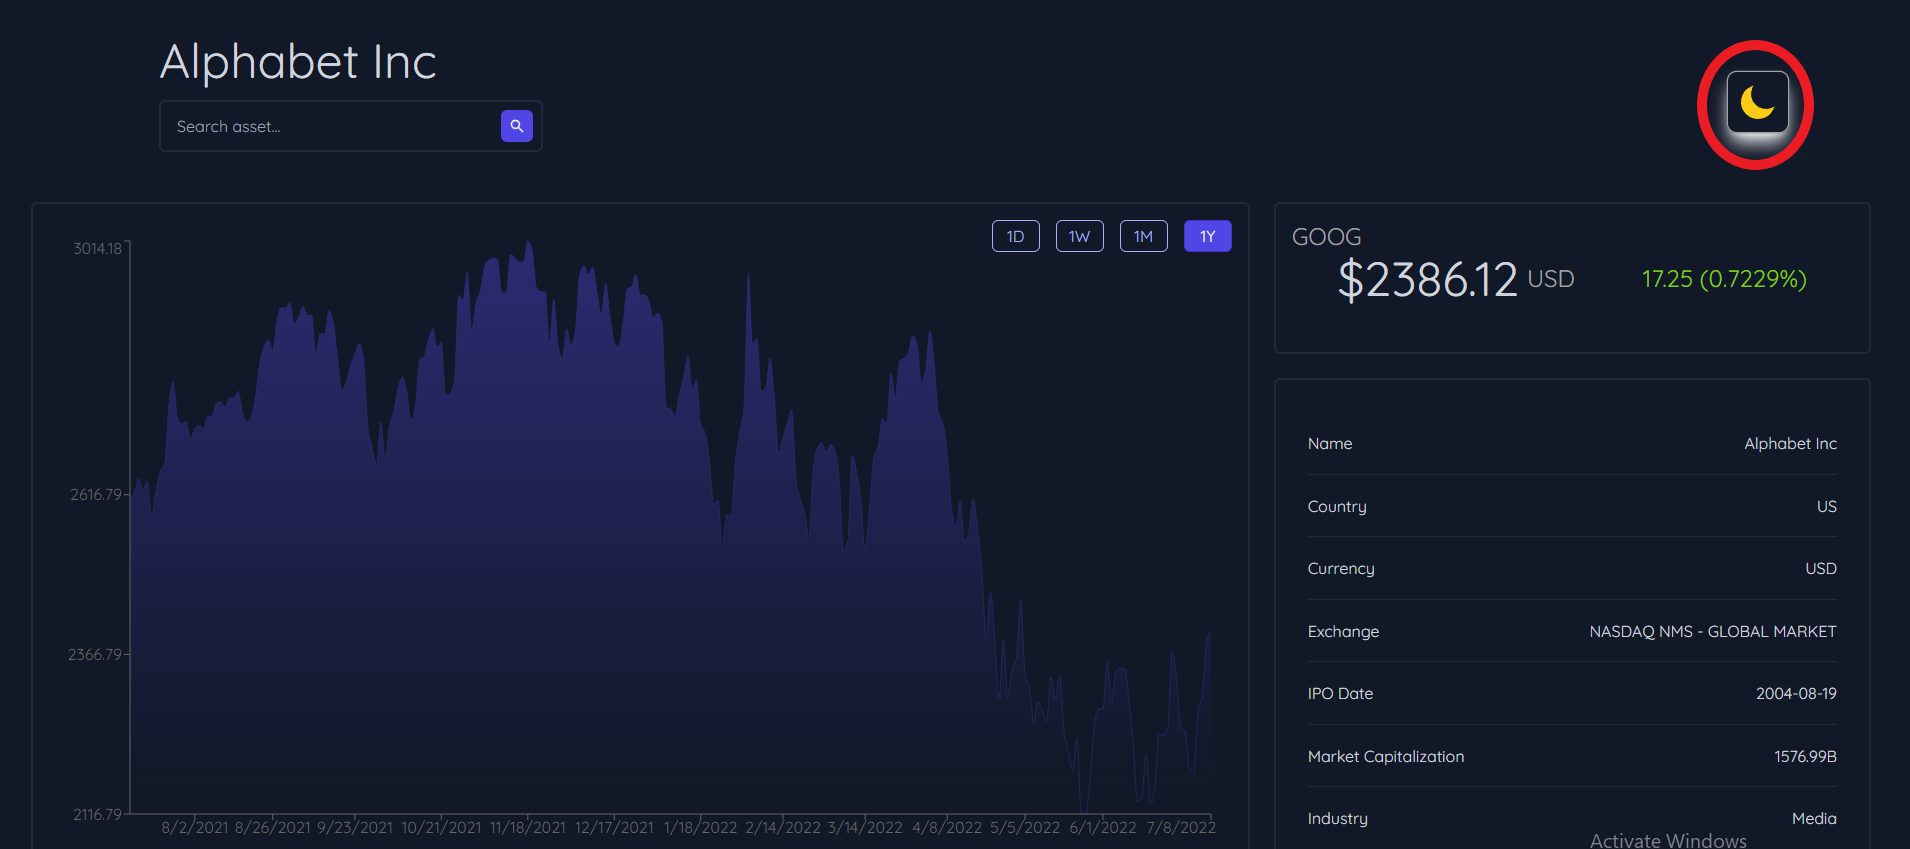 Alphabet Inc
Search asset...
1D 1W 1M 1Y
3014.18
2616.79
2366.79
2116.79
8/2/2021 8/26/2021 9/23/2021 10/21/2021 11/18/2021 12/17/2021 1/18/2022 2/14/2022 3/14/2022 4/8/2022 5/5/2022 6/1/2022 7/8/2022
GOOG
$2386.12 USD 17.25 (0.7229%)
Name Alphabet Inc
Country US
Currency USD
Exchange NASDAQ NMS - GLOBAL MARKET
IPO Date 2004-08-19
Market Capitalization 1576.99B
Industry Media
Activate Windows